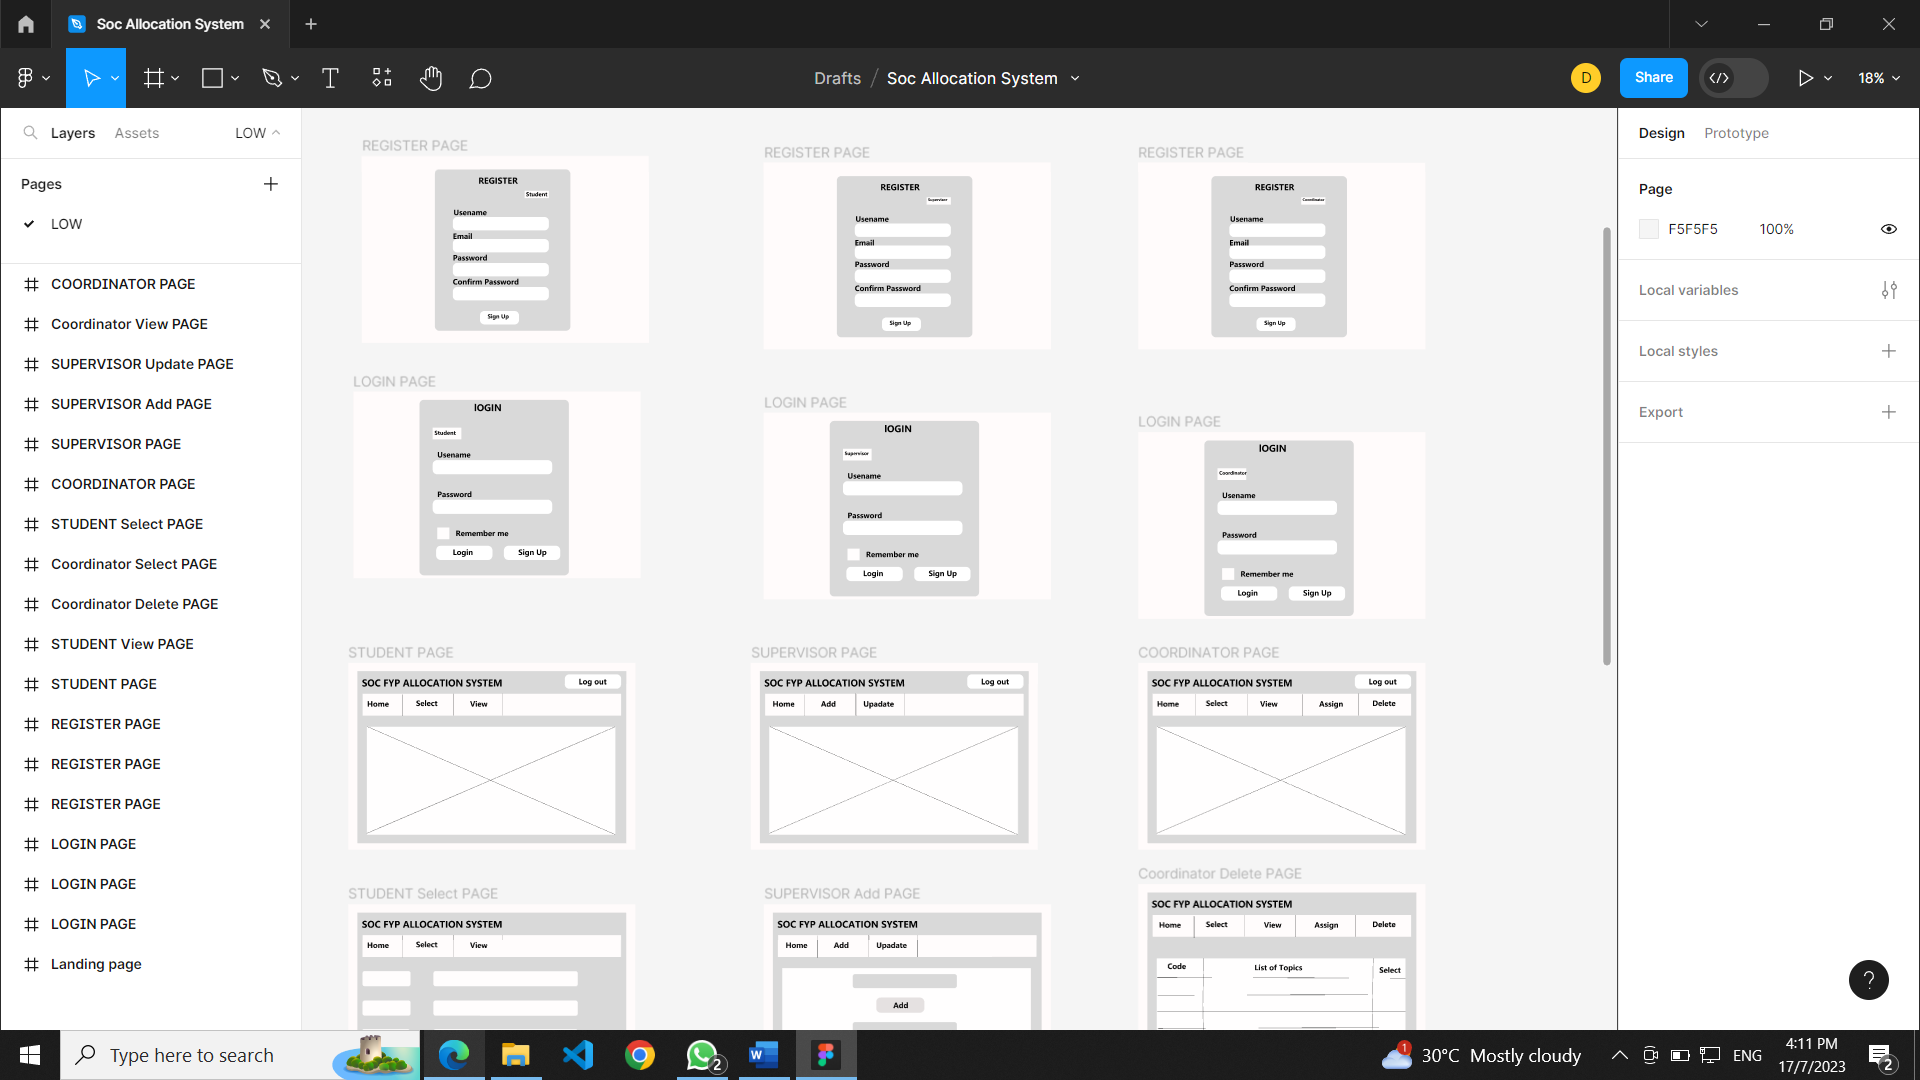 Soc Allocation System
Drafts / Soc Allocation System
D
Share
18%
Layers
Assets
LOW
Pages
LOW
COORDINATOR PAGE
Coordinator View PAGE
SUPERVISOR Update PAGE
SUPERVISOR Add PAGE
SUPERVISOR PAGE
COORDINATOR PAGE
STUDENT Select PAGE
Coordinator Select PAGE
Coordinator Delete PAGE
STUDENT View PAGE
STUDENT PAGE
REGISTER PAGE
REGISTER PAGE
REGISTER PAGE
LOGIN PAGE
LOGIN PAGE
LOGIN PAGE
Landing page
REGISTER PAGE
REGISTER
Student
Usename
Email
Password
Confirm Password
Sign Up
REGISTER PAGE
REGISTER
Supervisor
Usename
Email
Password
Confirm Password
Sign Up
REGISTER PAGE
REGISTER
Coordinator
Usename
Email
Password
Confirm Password
Sign Up
LOGIN PAGE
lOGIN
Student
Usename
Password
Remember me
Login Sign Up
LOGIN PAGE
lOGIN
Supervisor
Usename
Password
Remember me
Login Sign Up
LOGIN PAGE
lOGIN
Coordinator
Usename
Password
Remember me
Login Sign Up
STUDENT PAGE
SOC FYP ALLOCATION SYSTEM Log out
Home Select View
SUPERVISOR PAGE
SOC FYP ALLOCATION SYSTEM Log out
Home Add Upadate
COORDINATOR PAGE
SOC FYP ALLOCATION SYSTEM Log out
Home Select View Assign Delete
STUDENT Select PAGE
SOC FYP ALLOCATION SYSTEM
Home Select View
SUPERVISOR Add PAGE
SOC FYP ALLOCATION SYSTEM
Home Add Upadate
Add
Coordinator Delete PAGE
SOC FYP ALLOCATION SYSTEM
Home Select View Assign Delete
Code List of Topics Select
Design
Prototype
Page
F5F5F5 100%
Local variables
Local styles
Export
?
Type here to search
2
1
30°C Mostly cloudy
ENG
4:11 PM
17/7/2023
2